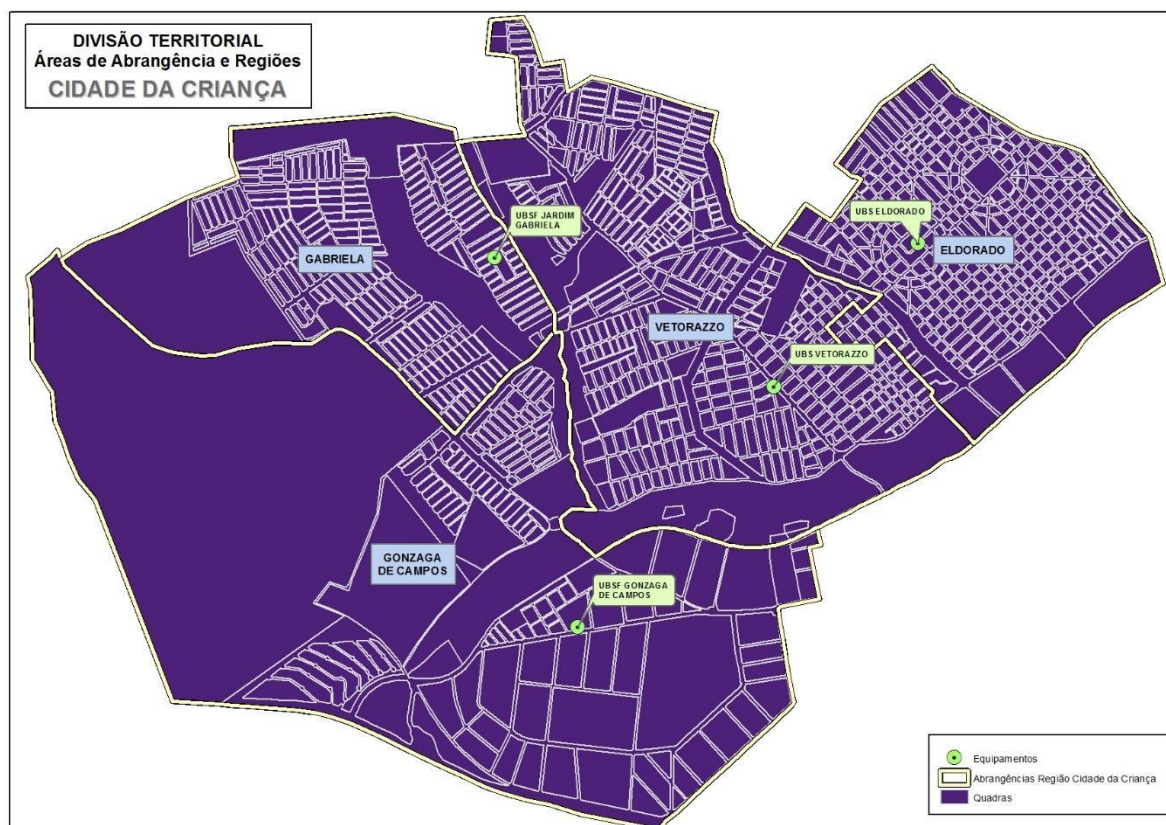 DIVISÃO TERRITORIAL
Áreas de Abrangência e Regiões
CIDADE DA CRIANÇA
UBSF JARDIM
GABRIELA
UBS ELDORADO
GABRIELA
ELDORADO
VETORAZZO
UBS VETORAZZO
GONZAGA
DE CAMPOS
UBSF GONZAGA
DE CAMPOS
Equipamentos
Abrangências Região Cidade da Criança
Quadras